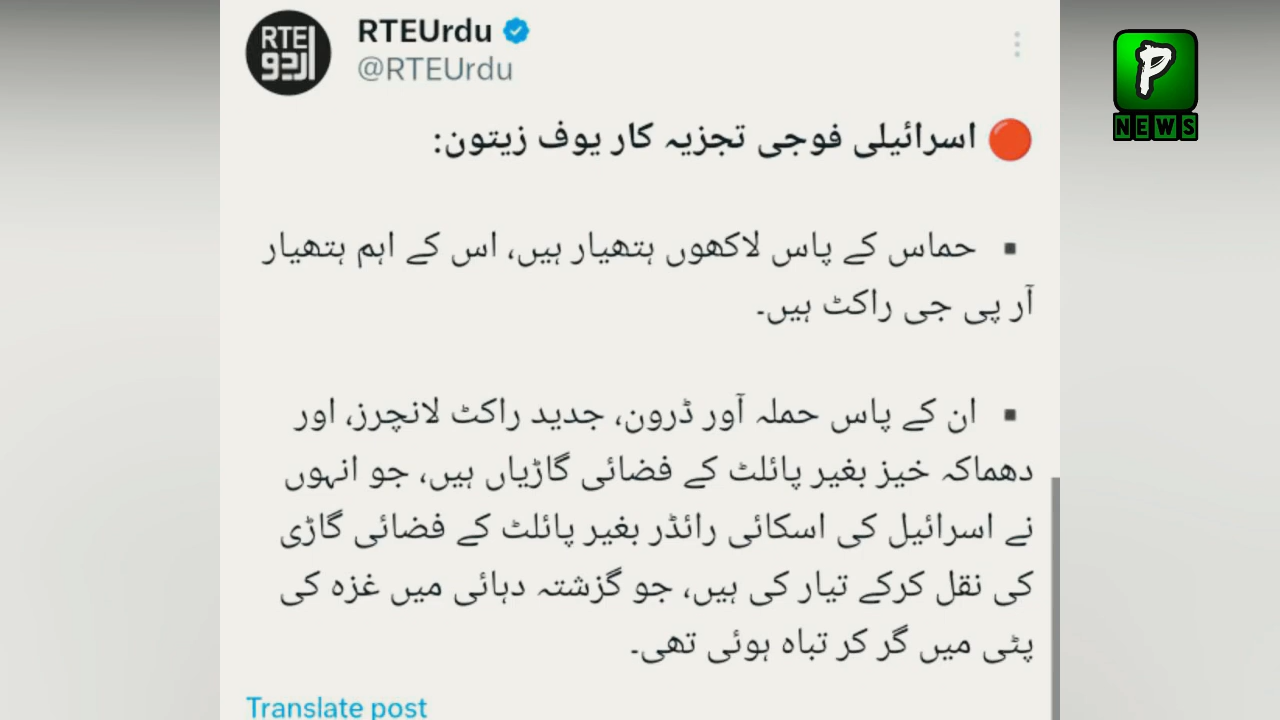 RTEUrdu
@RTEUrdu
RTE
اردو
P
NEWS
🔴 اسرائیلی فوجی تجزیہ کار یوف زیتون:
▪ حماس کے پاس لاکھوں ہتھیار ہیں، اس کے اہم ہتھیار
آر پی جی راکٹ ہیں۔
▪ ان کے پاس حملہ آور ڈرون، جدید راکٹ لانچرز، اور
دھماکہ خیز بغیر پائلٹ کے فضائی گاڑیاں ہیں، جو انہوں
نے اسرائیل کی اسکائی رائڈر بغیر پائلٹ کے فضائی گاڑی
کی نقل کرکے تیار کی ہیں، جو گزشتہ دہائی میں غزہ کی
پٹی میں گر کر تباہ ہوئی تھی۔
Translate post